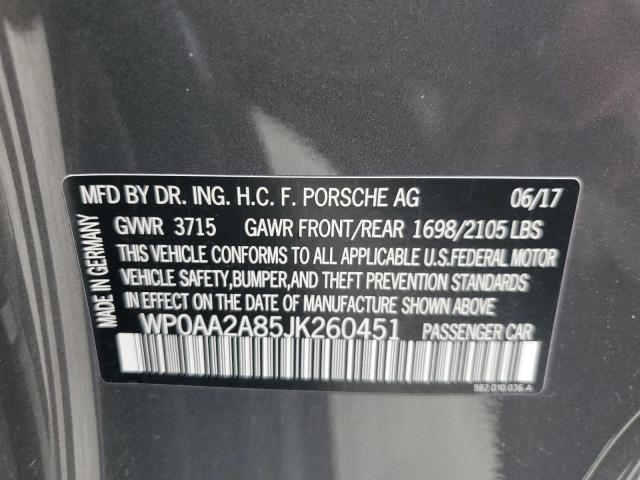 MFD BY DR. ING. H.C. F. PORSCHE AG 06/17
GVWR 3715 GAWR FRONT/REAR 1698/2105 LBS
THIS VEHICLE CONFORMS TO ALL APPLICABLE U.S.FEDERAL MOTOR
VEHICLE SAFETY,BUMPER,AND THEFT PREVENTION STANDARDS
IN EFFECT ON THE DATE OF MANUFACTURE SHOWN ABOVE
WP0AA2A85JK260451 PASSENGER CAR
982.010.036.A
MADE IN GERMANY